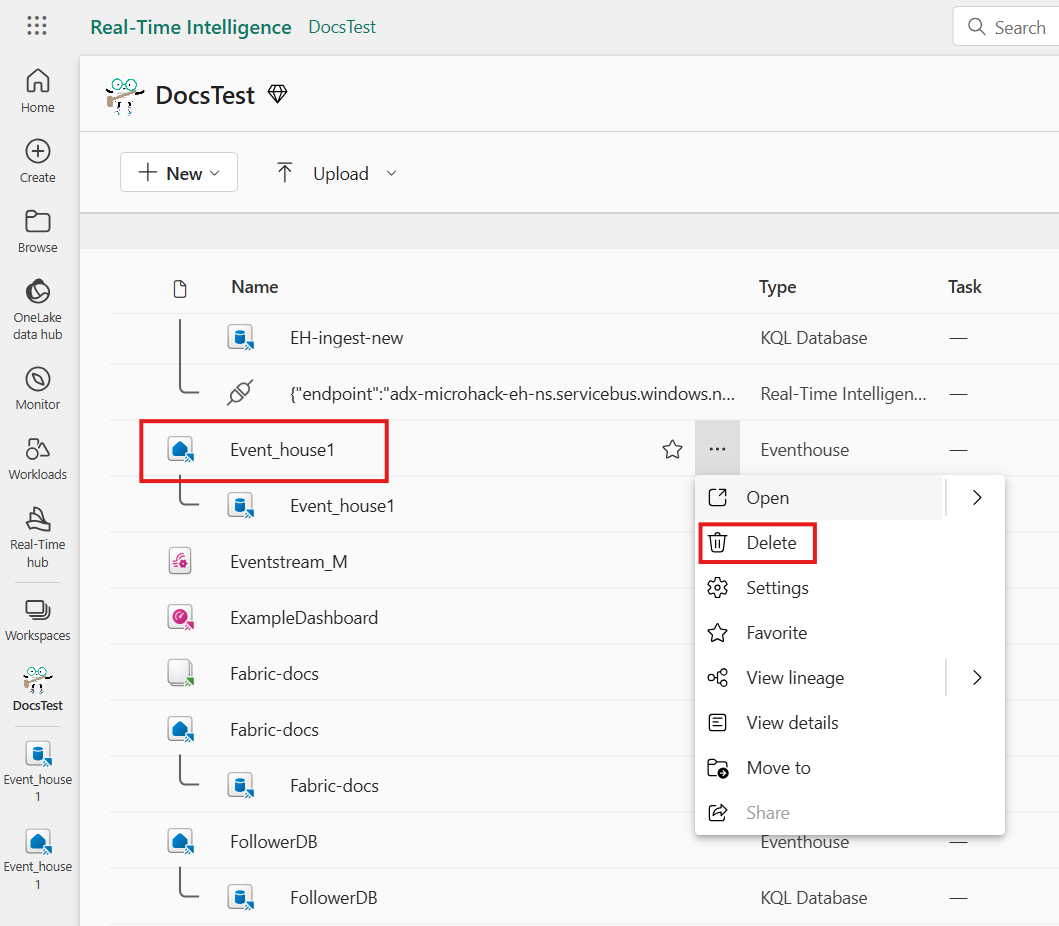 Real-Time Intelligence DocsTest
Search
Home
Create
Browse
OneLake
data hub
Monitor
Workloads
Real-Time
hub
Workspaces
DocsTest
Event_house
1
Event_house
1
DocsTest
New
Upload
Name Type Task
EH-ingest-new KQL Database —
{"endpoint":"adx-microhack-eh-ns.servicebus.windows.n... Real-Time Intelligen... —
Event_house1 ... Eventhouse —
Event_house1
Eventstream_M
ExampleDashboard
Fabric-docs
Fabric-docs
Fabric-docs
FollowerDB Eventhouse —
FollowerDB KQL Database —
Open
Delete
Settings
Favorite
View lineage
View details
Move to
Share